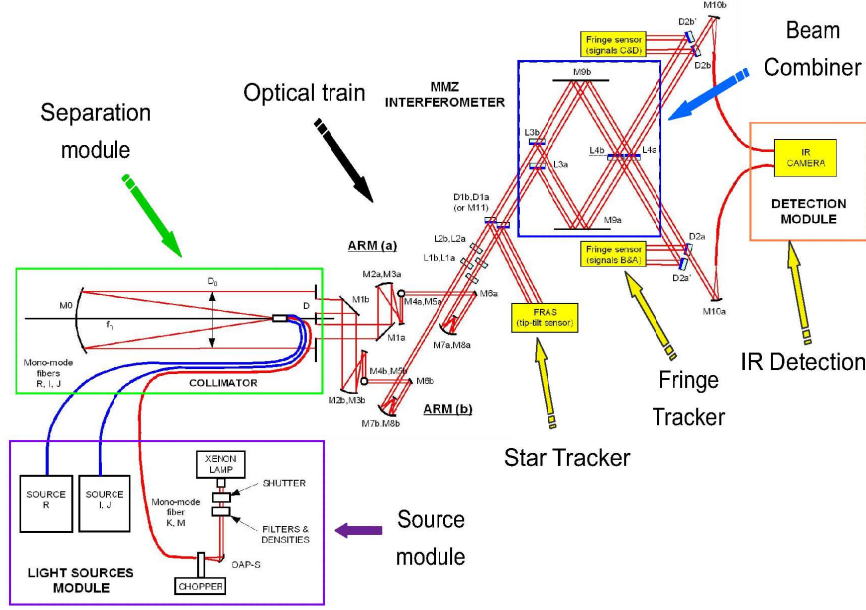 Separation
module
Optical train
MMZ
INTERFEROMETER
Beam
Combiner
Fringe sensor
(signals C&D)
D2b'
M10b
D2b
M9b
L3b
L3a
L4b
L4a
M9a
IR
CAMERA
DETECTION
MODULE
D1b,D1a
(or M11)
L2b, L2a
L1b,L1a
ARM (a)
M2a,M3a
M4a,M5a
M6a
M7a,M8a
Fringe sensor
(signals B&A)
D2a
D2a'
M10a
FRAS
(tip-tilt sensor)
M0
D0
D
M1b
M1a
Mono-mode
fibers
R, I, J
COLLIMATOR
M4b, M5b
M6b
M2b, M3b
M7b,M8b
ARM (b)
IR Detection
Fringe
Tracker
Star Tracker
XENON
LAMP
SHUTTER
SOURCE
R
SOURCE
I, J
Mono-mode
fiber
K, M
FILTERS &
DENSITIES
OAP-S
CHOPPER
LIGHT SOURCES
MODULE
Source
module